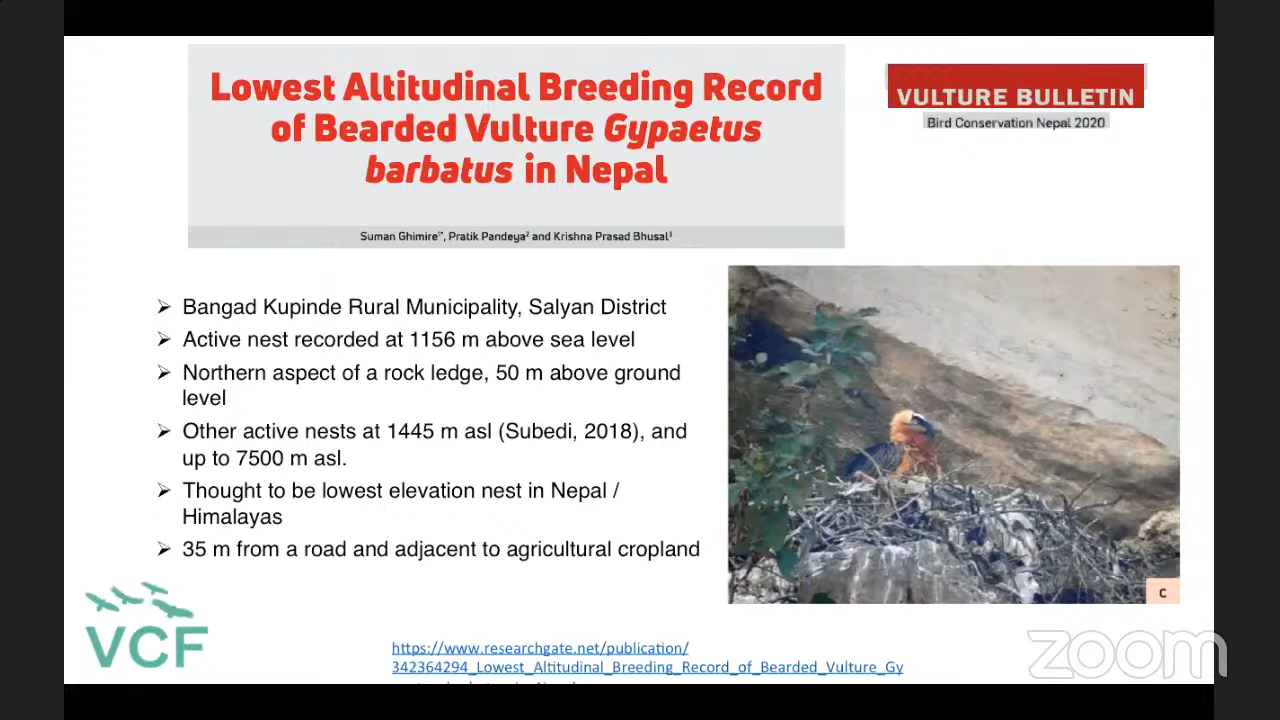 Lowest Altitudinal Breeding Record
of Bearded Vulture Gypaetus
barbatus in Nepal
Suman Ghimire1*, Pratik Pandeya2 and Krishna Prasad Bhusal3
VULTURE BULLETIN
Bird Conservation Nepal 2020
➢ Bangad Kupinde Rural Municipality, Salyan District
➢ Active nest recorded at 1156 m above sea level
➢ Northern aspect of a rock ledge, 50 m above ground
level
➢ Other active nests at 1445 m asl (Subedi, 2018), and
up to 7500 m asl.
➢ Thought to be lowest elevation nest in Nepal /
Himalayas
➢ 35 m from a road and adjacent to agricultural cropland
C
VCF
https://www.researchgate.net/publication/
342364294_Lowest_Altitudinal_Breeding_Record_of_Bearded_Vulture_Gy
zoom